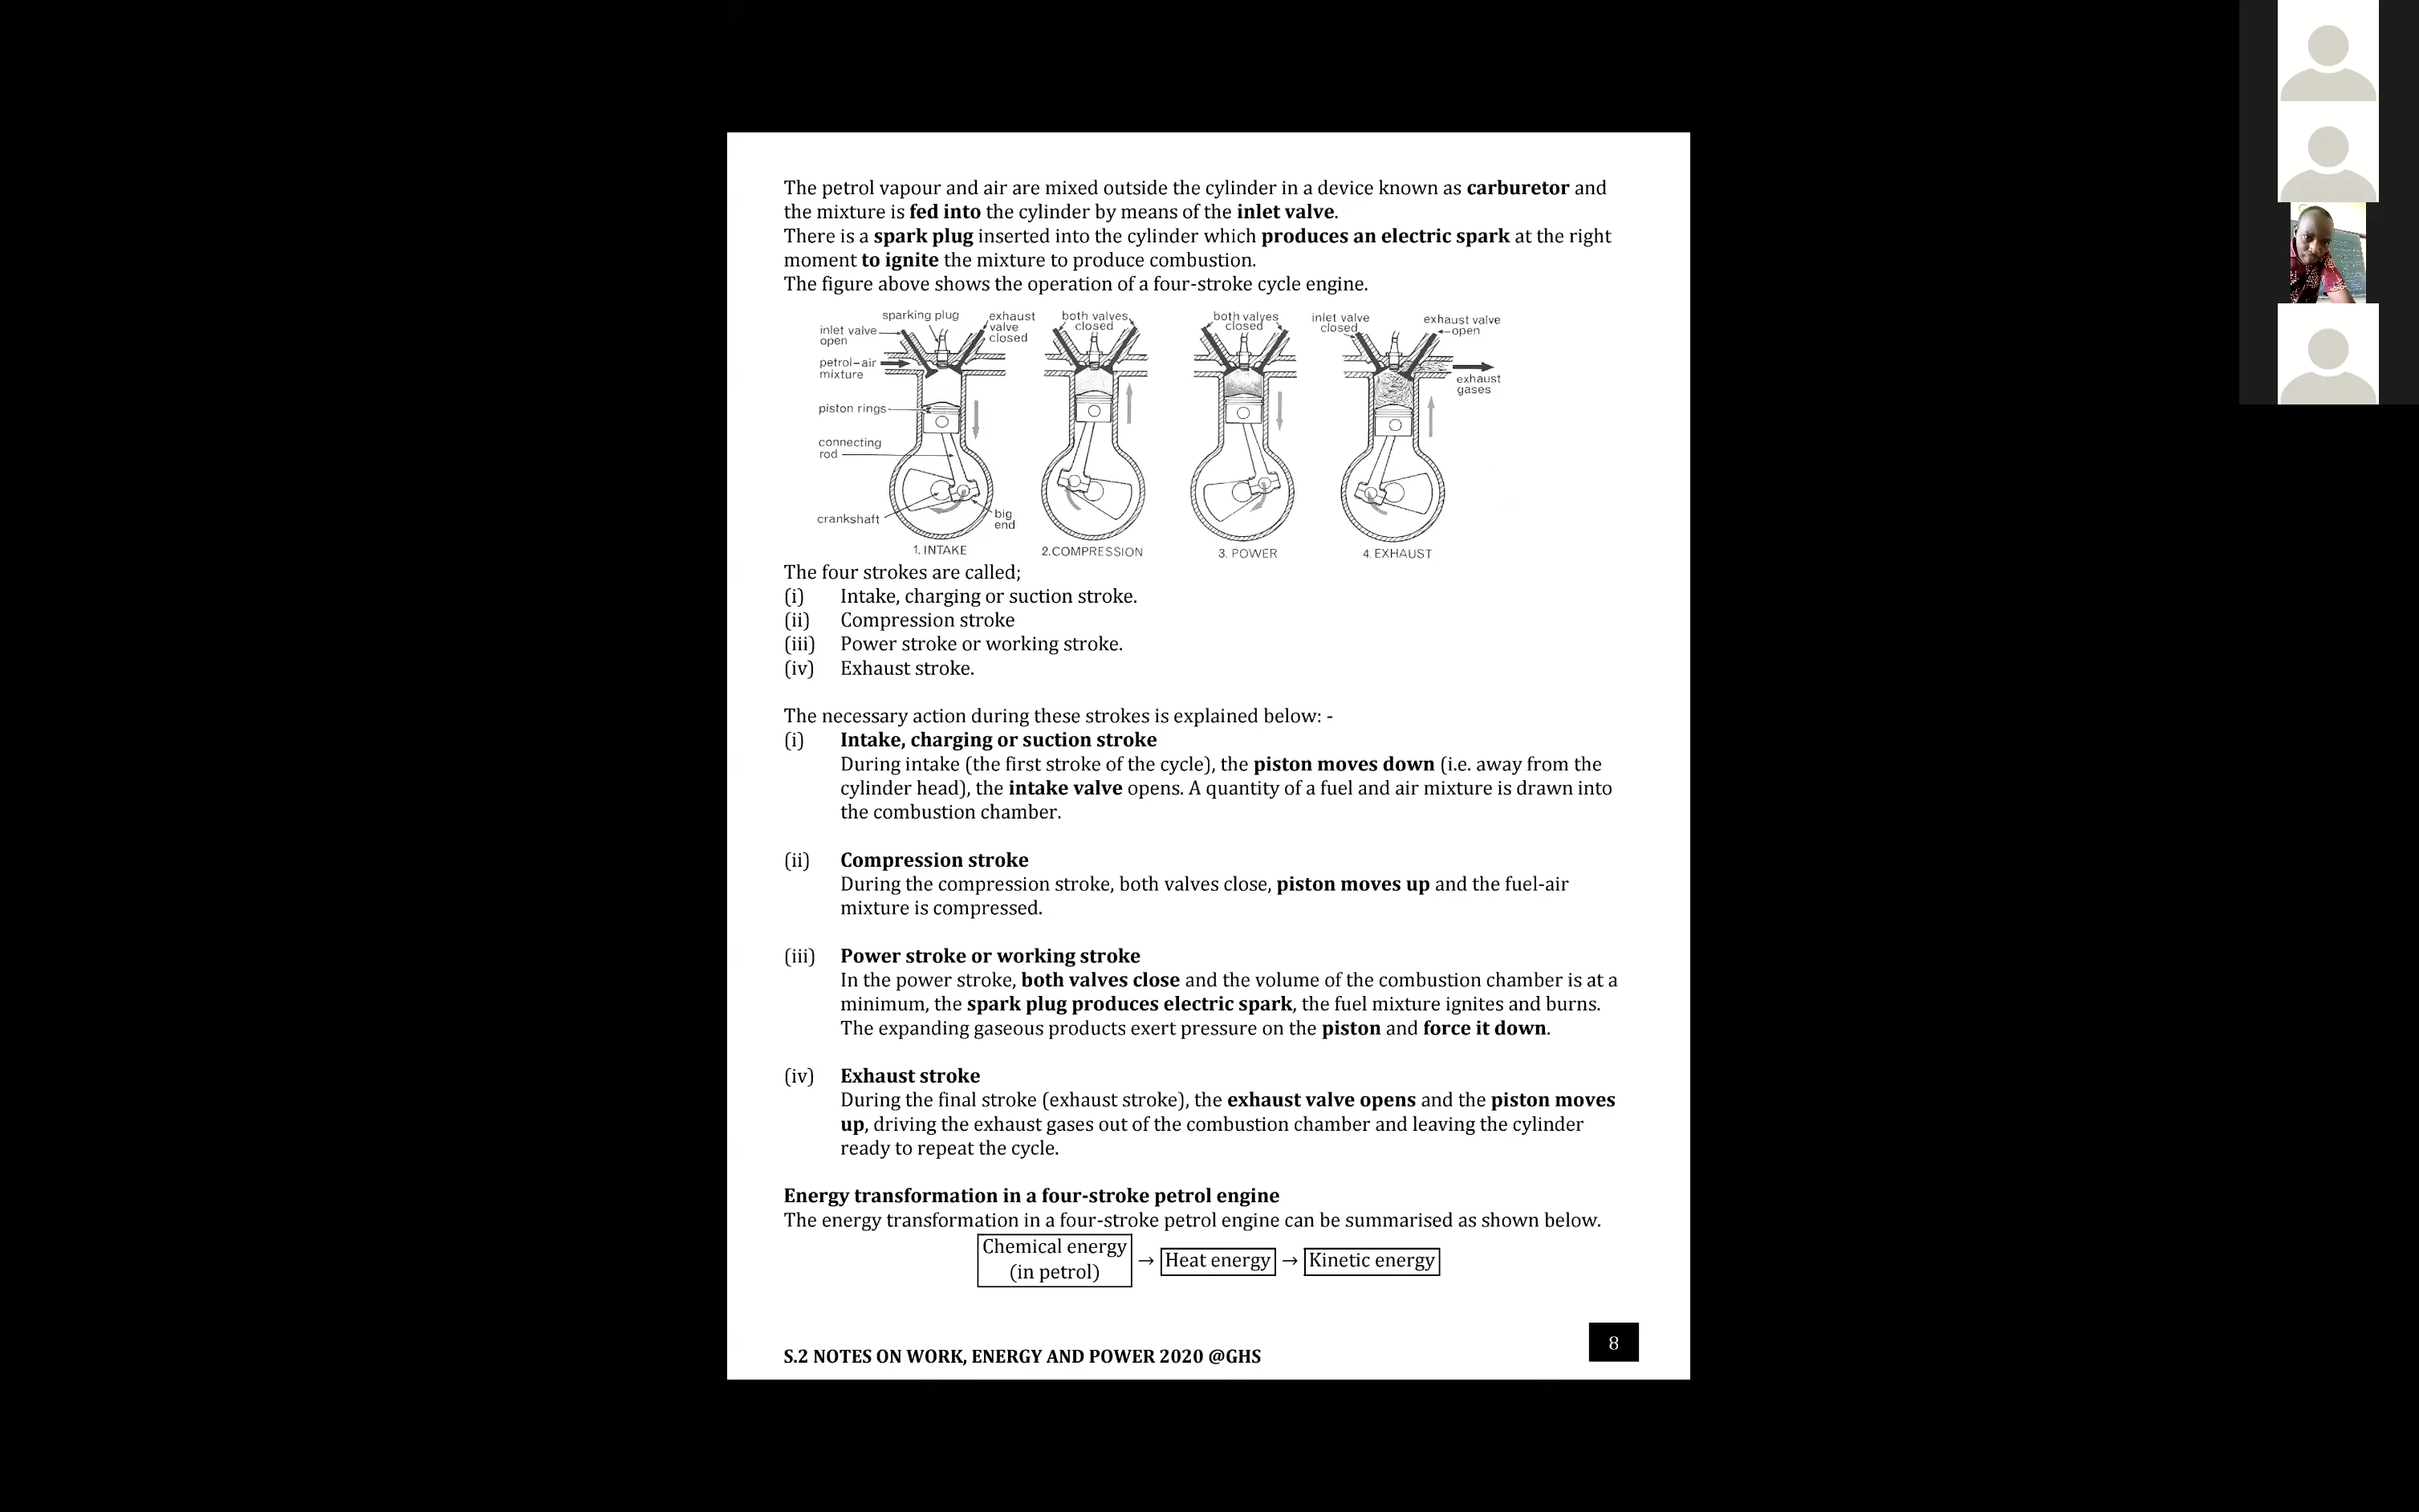 The petrol vapour and air are mixed outside the cylinder in a device known as carburetor and
the mixture is fed into the cylinder by means of the inlet valve.
There is a spark plug inserted into the cylinder which produces an electric spark at the right
moment to ignite the mixture to produce combustion.
The figure above shows the operation of a four-stroke cycle engine.
sparking plug
inlet valve
open
exhaust
valve
closed
petrol-air
mixture
piston rings
connecting
rod
crankshaft
big
end
1. INTAKE
both valves
closed
2.COMPRESSION
both valves
closed
3. POWER
inlet valve
closed
exhaust valve
open
exhaust
gases
4. EXHAUST
The four strokes are called;
(i) Intake, charging or suction stroke.
(ii) Compression stroke
(iii) Power stroke or working stroke.
(iv) Exhaust stroke.
The necessary action during these strokes is explained below: -
(i) Intake, charging or suction stroke
During intake (the first stroke of the cycle), the piston moves down (i.e. away from the
cylinder head), the intake valve opens. A quantity of a fuel and air mixture is drawn into
the combustion chamber.
(ii) Compression stroke
During the compression stroke, both valves close, piston moves up and the fuel-air
mixture is compressed.
(iii) Power stroke or working stroke
In the power stroke, both valves close and the volume of the combustion chamber is at a
minimum, the spark plug produces electric spark, the fuel mixture ignites and burns.
The expanding gaseous products exert pressure on the piston and force it down.
(iv) Exhaust stroke
During the final stroke (exhaust stroke), the exhaust valve opens and the piston moves
up, driving the exhaust gases out of the combustion chamber and leaving the cylinder
ready to repeat the cycle.
Energy transformation in a four-stroke petrol engine
The energy transformation in a four-stroke petrol engine can be summarised as shown below.
Chemical energy
(in petrol)
→ Heat energy → Kinetic energy
8
S.2 NOTES ON WORK, ENERGY AND POWER 2020 @GHS